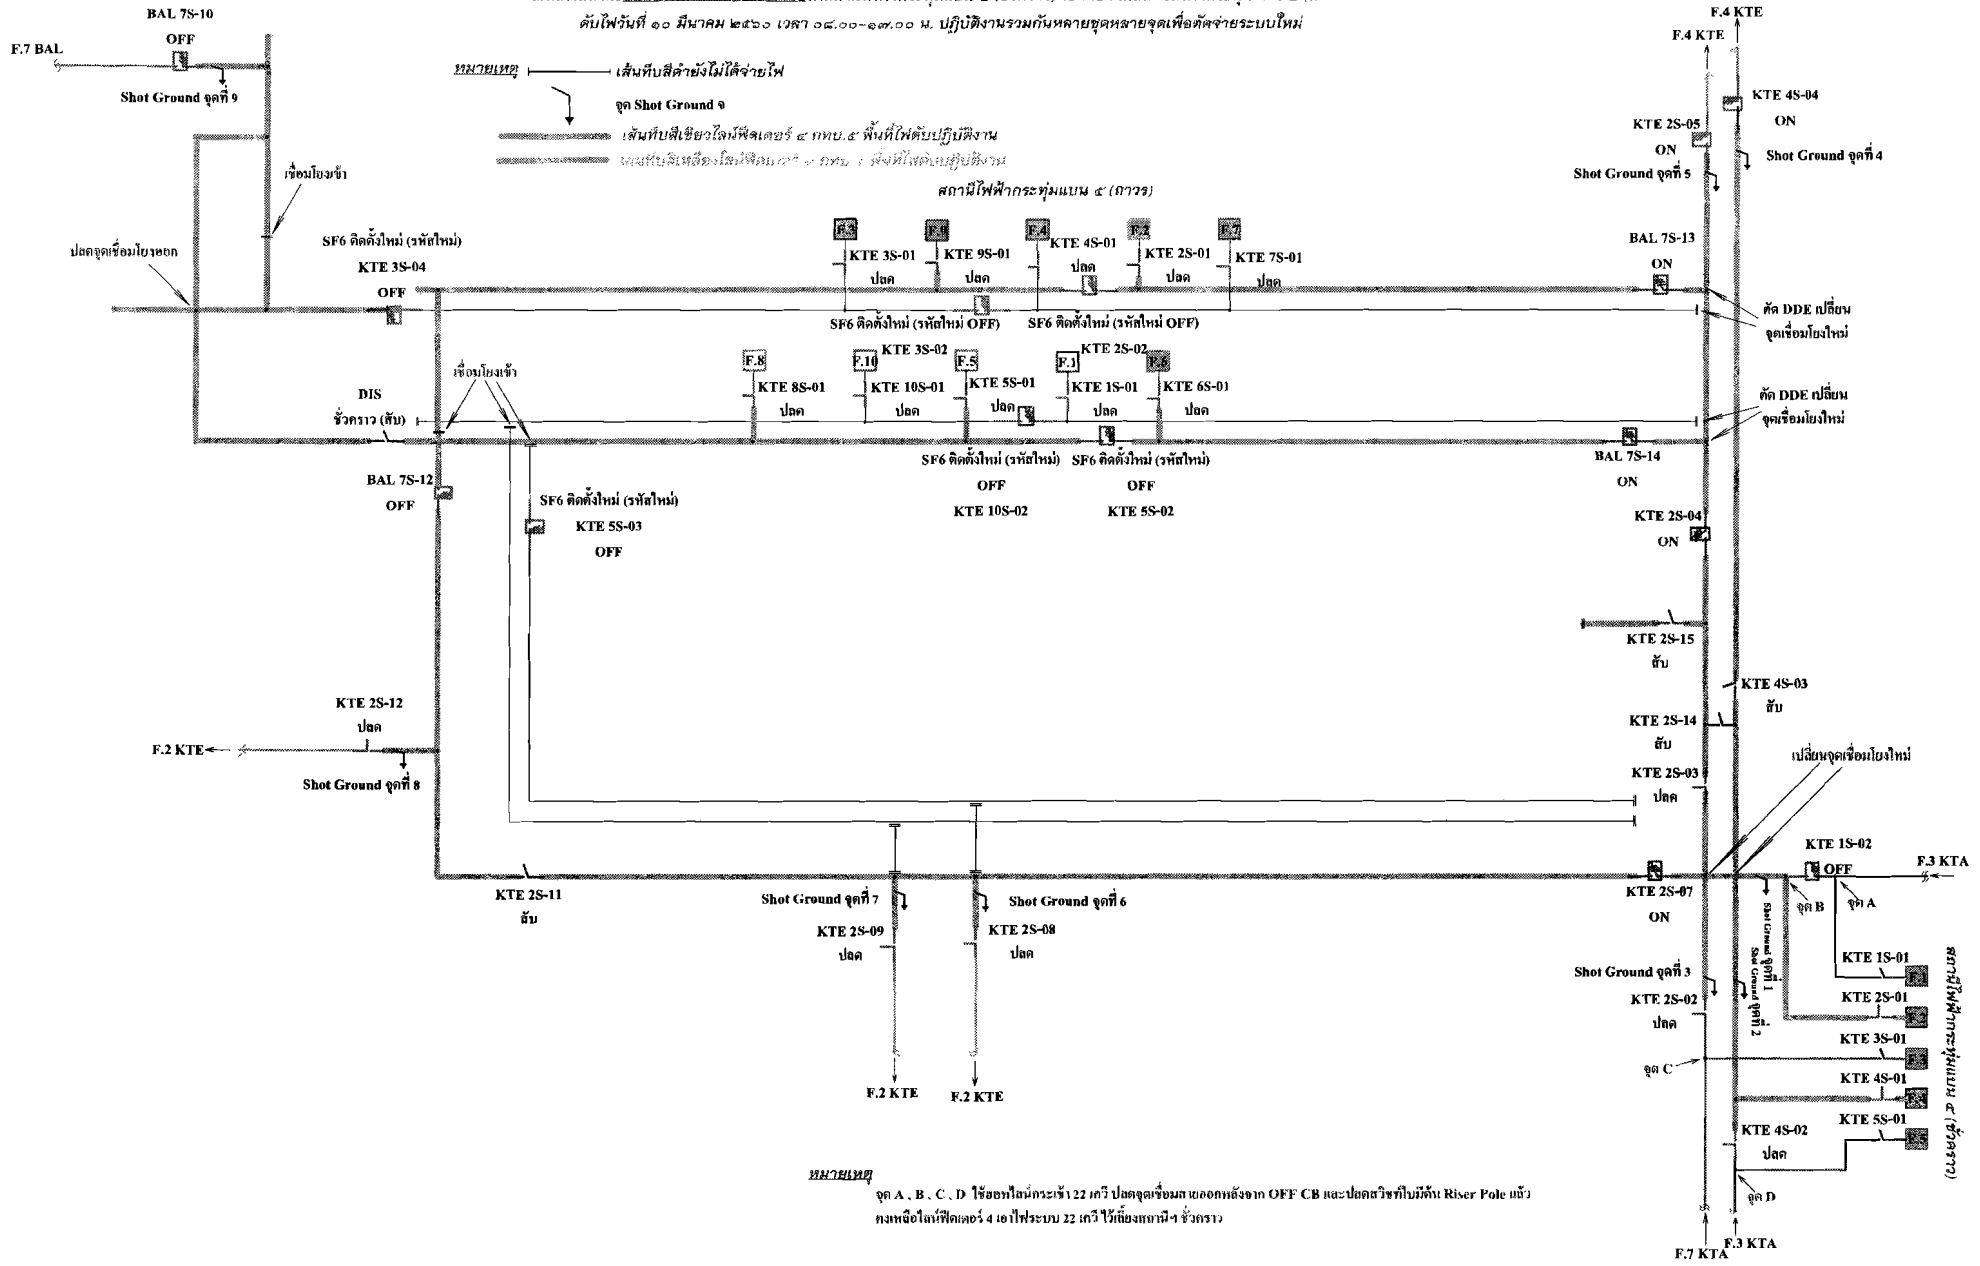 ดับไฟวันที่ ๑๐ มีนาคม ๒๕๖๐ เวลา ๐๘.๐๐-๑๗.๐๐ น. ปฏิบัติงานรวมกันหลายชุดหลายจุดเพื่อตัดจ่ายระบบใหม่
BAL 7S-10
OFF
F.7 BAL
Shot Ground จุดที่ 9
หมายเหตุ
เส้นทึบสีดำยังไม่ได้จ่ายไฟ
จุด Shot Ground จ
เส้นทึบสีเขียวไลน์ฟีดเดอร์ ๔ กทบ.๕ พื้นที่ไฟดับปฏิบัติงาน
พื้นที่ไฟดับปฏิบัติงาน
สถานีไฟฟ้ากระทุ่มแบน ๕ (ถาวร)
F.4 KTE
F.4 KTE
KTE 4S-04
ON
KTE 2S-05
ON
Shot Ground จุดที่ 4
Shot Ground จุดที่ 5
เชื่อมโยงเข้า
ปลดจุดเชื่อมโยงออก
SF6 ติดตั้งใหม่ (รหัสใหม่)
KTE 3S-04
OFF
F.3
F.9
F.4
F.2
F.7
KTE 3S-01
ปลด
KTE 9S-01
ปลด
KTE 4S-01
ปลด
KTE 2S-01
ปลด
KTE 7S-01
ปลด
BAL 7S-13
ON
SF6 ติดตั้งใหม่ (รหัสใหม่ OFF)
KTE 3S-02
SF6 ติดตั้งใหม่ (รหัสใหม่ OFF)
KTE 2S-02
ตัด DDE เปลี่ยน
จุดเชื่อมโยงใหม่
เชื่อมโยงเข้า
DIS
ชั่วคราว (สับ)
F.8
F.10
F.5
F.1
F.6
KTE 8S-01
ปลด
KTE 10S-01
ปลด
KTE 5S-01
ปลด
KTE 1S-01
ปลด
KTE 6S-01
ปลด
ตัด DDE เปลี่ยน
จุดเชื่อมโยงใหม่
SF6 ติดตั้งใหม่ (รหัสใหม่)
OFF
KTE 10S-02
SF6 ติดตั้งใหม่ (รหัสใหม่)
OFF
KTE 5S-02
BAL 7S-14
ON
BAL 7S-12
OFF
SF6 ติดตั้งใหม่ (รหัสใหม่)
KTE 5S-03
OFF
KTE 2S-04
ON
KTE 2S-15
สับ
KTE 4S-03
สับ
KTE 2S-14
สับ
KTE 2S-12
ปลด
F.2 KTE
Shot Ground จุดที่ 8
KTE 2S-03
ปลด
เปลี่ยนจุดเชื่อมโยงใหม่
KTE 1S-02
OFF
F.3 KTA
KTE 2S-11
สับ
Shot Ground จุดที่ 7
Shot Ground จุดที่ 6
KTE 2S-09
ปลด
KTE 2S-08
ปลด
KTE 2S-07
ON
จุด B
จุด A
Shot Ground จุดที่ 1
Shot Ground จุดที่ 2
Shot Ground จุดที่ 3
KTE 2S-02
ปลด
KTE 1S-01
F.1
KTE 2S-01
F.2
KTE 3S-01
F.3
KTE 4S-01
F.4
KTE 5S-01
F.5
สถานีไฟฟ้ากระทุ่มแบน ๕ (ชั่วคราว)
จุด C
F.2 KTE
F.2 KTE
KTE 4S-02
ปลด
จุด D
F.7 KTA
F.3 KTA
หมายเหตุ
จุด A , B , C , D ใช้ฮอทไลน์กระเช้า 22 เควี ปลดจุดเชื่อมสายออกหลังจาก OFF CB และปลดสวิทช์ใบมีดต้น Riser Pole แล้ว
คงเหลือไลน์ฟีดเดอร์ 4 เอาไฟระบบ 22 เควี ไว้เลี้ยงสถานีฯ ชั่วคราว